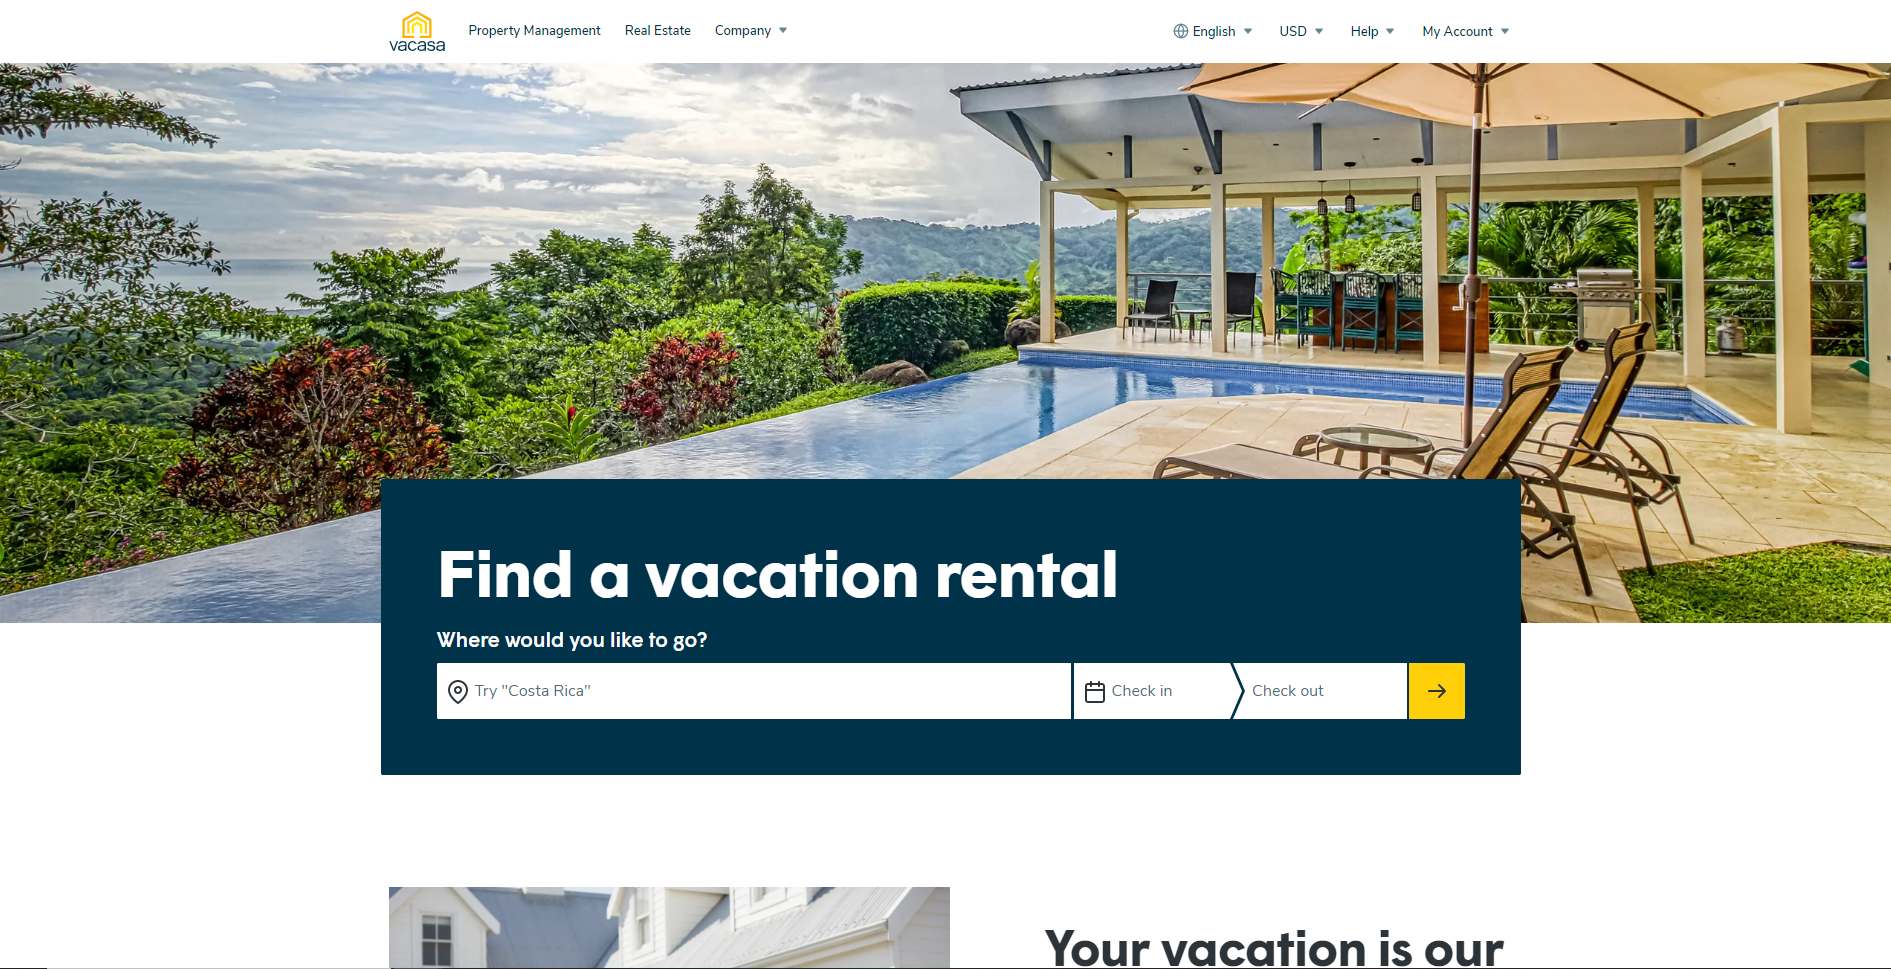 vacasa
Property Management
Real Estate
Company
English
USD
Help
My Account
Find a vacation rental
Where would you like to go?
Try "Costa Rica"
Check in
Check out
Your vacation is our